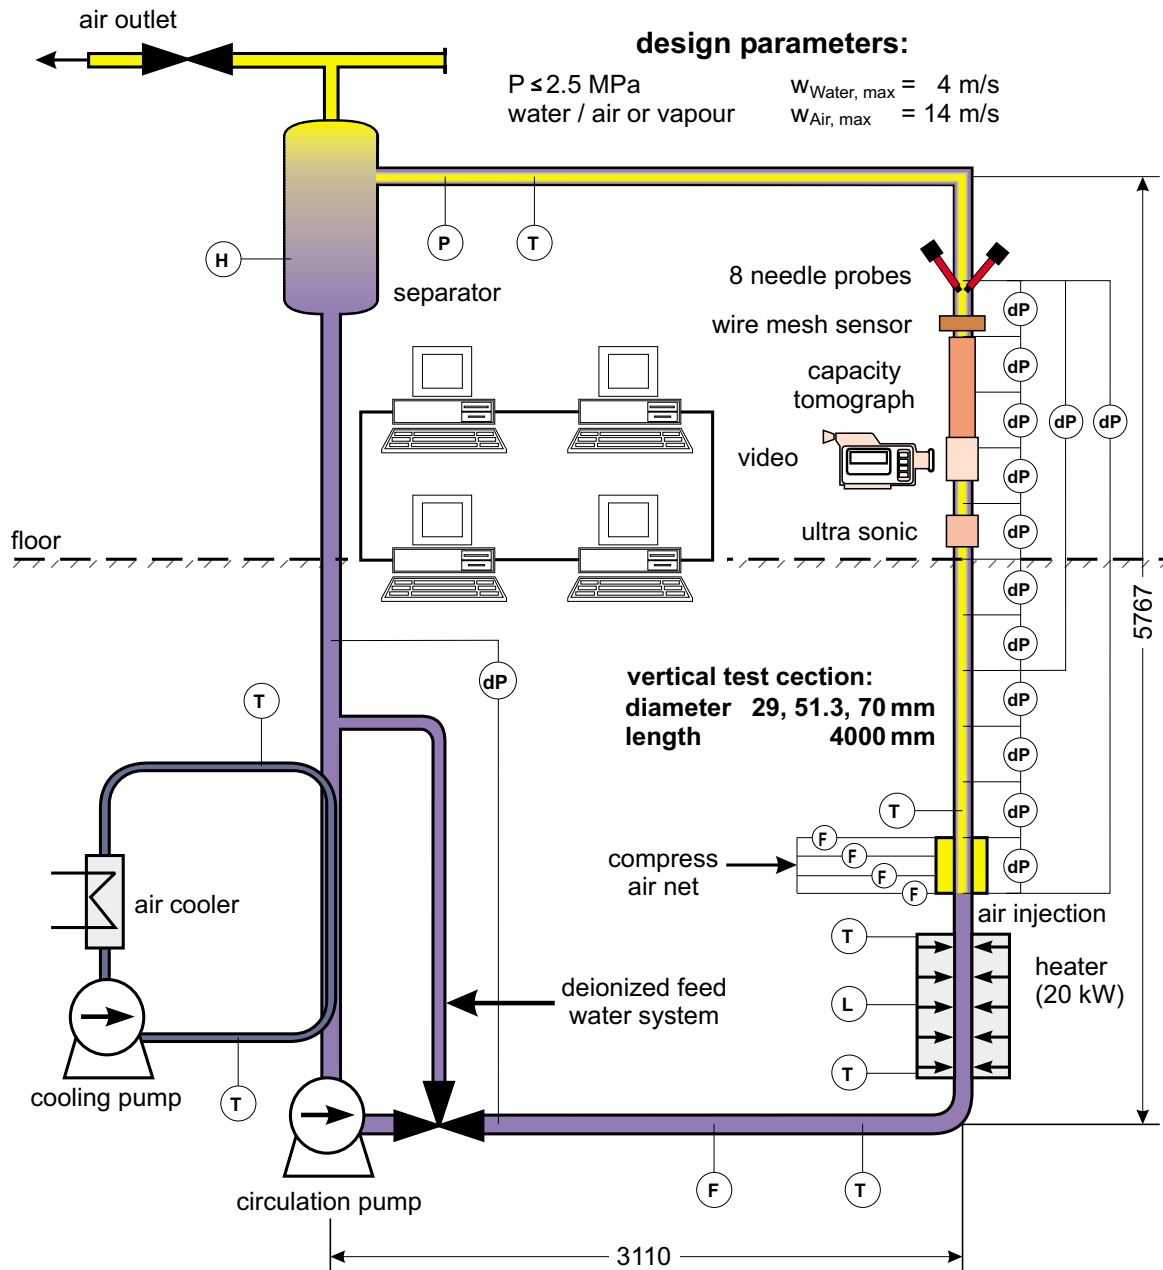 air outlet
design parameters:
P ≤ 2.5 MPa
w Water, max = 4 m/s
water / air or vapour
w Air, max = 14 m/s
P
T
H
separator
8 needle probes
dP
wire mesh sensor
dP
capacity
tomograph
dP
dP
dP
video
dP
ultra sonic
dP
floor
dP
5767
dP
vertical test cection:
diameter 29, 51.3, 70 mm
length 4000 mm
dP
T
dP
dP
T
dP
F
F
F
F
compress
air net
dP
air injection
air cooler
T
heater
(20 kW)
L
deionized feed
water system
T
cooling pump
T
circulation pump
F
T
3110